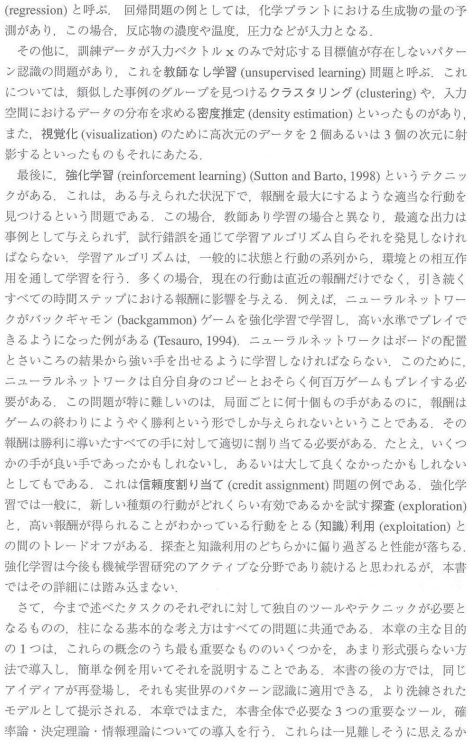 (regression) と呼ぶ．回帰問題の例としては，化学プラントにおける生成物の量の予
測があり，この場合，反応物の濃度や温度，圧力などが入力となる．
その他に，訓練データが入力ベクトル x のみで対応する目標値が存在しないパター
ン認識の問題があり，これを教師なし学習 (unsupervised learning) 問題と呼ぶ．これ
については，類似した事例のグループを見つけるクラスタリング (clustering) や，入力
空間におけるデータの分布を求める密度推定 (density estimation) といったものがあり，
また，視覚化 (visualization) のために高次元のデータを 2 個あるいは 3 個の次元に射
影するといったものもそれにあたる．
最後に，強化学習 (reinforcement learning) (Sutton and Barto, 1998) というテクニッ
クがある．これは，ある与えられた状況下で，報酬を最大にするような適当な行動を
見つけるという問題である．この場合，教師あり学習の場合と異なり，最適な出力は
事例として与えられず，試行錯誤を通じて学習アルゴリズム自らそれを発見しなけれ
ばならない．学習アルゴリズムは，一般的に状態と行動の系列から，環境との相互作
用を通して学習を行う．多くの場合，現在の行動は直近の報酬だけでなく，引き続く
すべての時間ステップにおける報酬に影響を与える．例えば，ニューラルネットワー
クがバックギャモン (backgammon) ゲームを強化学習で学習し，高い水準でプレイで
きるようになった例がある (Tesauro, 1994)．ニューラルネットワークはボードの配置
とさいころの結果から強い手を出せるように学習しなければならない．このために，
ニューラルネットワークは自分自身のコピーとおそらく何百万ゲームもプレイする必
要がある．この問題が特に難しいのは，局面ごとに何十個もの手があるのに，報酬は
ゲームの終わりにようやく勝利という形でしか与えられないということである．その
報酬は勝利に導いたすべての手に対して適切に割り当てる必要がある．たとえ，いくつ
かの手が良い手であったかもしれないし，あるいは大して良くなかったかもしれない
としてもである．これは信頼度割り当て (credit assignment) 問題の例である．強化学
習では一般に，新しい種類の行動がどれくらい有効であるかを試す探査 (exploration)
と，高い報酬が得られることがわかっている行動をとる (知識) 利用 (exploitation) と
の間のトレードオフがある．探査と知識利用のどちらかに偏り過ぎると性能が落ちる．
強化学習は今後も機械学習研究のアクティブな分野であり続けると思われるが，本書
ではその詳細には踏み込まない．
さて，今まで述べたタスクのそれぞれに対して独自のツールやテクニックが必要と
なるものの，柱になる基本的な考え方はすべての問題に共通である．本章の主な目的
の 1 つは，これらの概念のうち最も重要なもののいくつかを，あまり形式張らない方
法で導入し，簡単な例を用いてそれを説明することである．本書の後の方では，同じ
アイディアが再登場し，それも実世界のパターン認識に適用できる，より洗練された
モデルとして提示される．本章ではまた，本書全体で必要な 3 つの重要なツール，確
率論・決定理論・情報理論についての導入を行う．これらは一見難しそうに思えるか